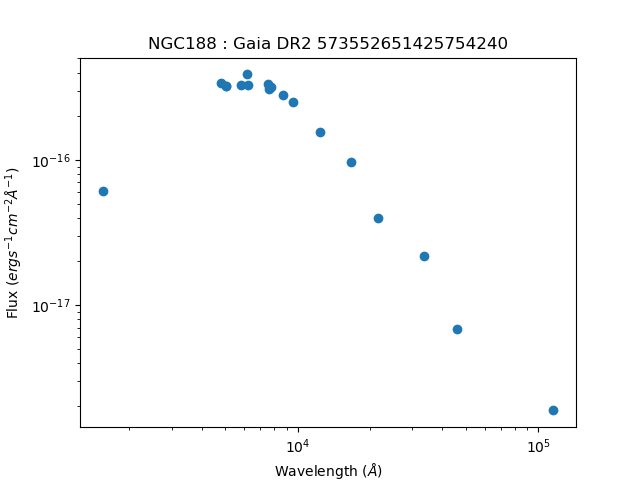 NGC188 : Gaia DR2 573552651425754240
Flux (ergs⁻¹cm⁻²Å⁻¹)
10⁻¹⁶
10⁻¹⁷
10⁴
10⁵
Wavelength (Å)